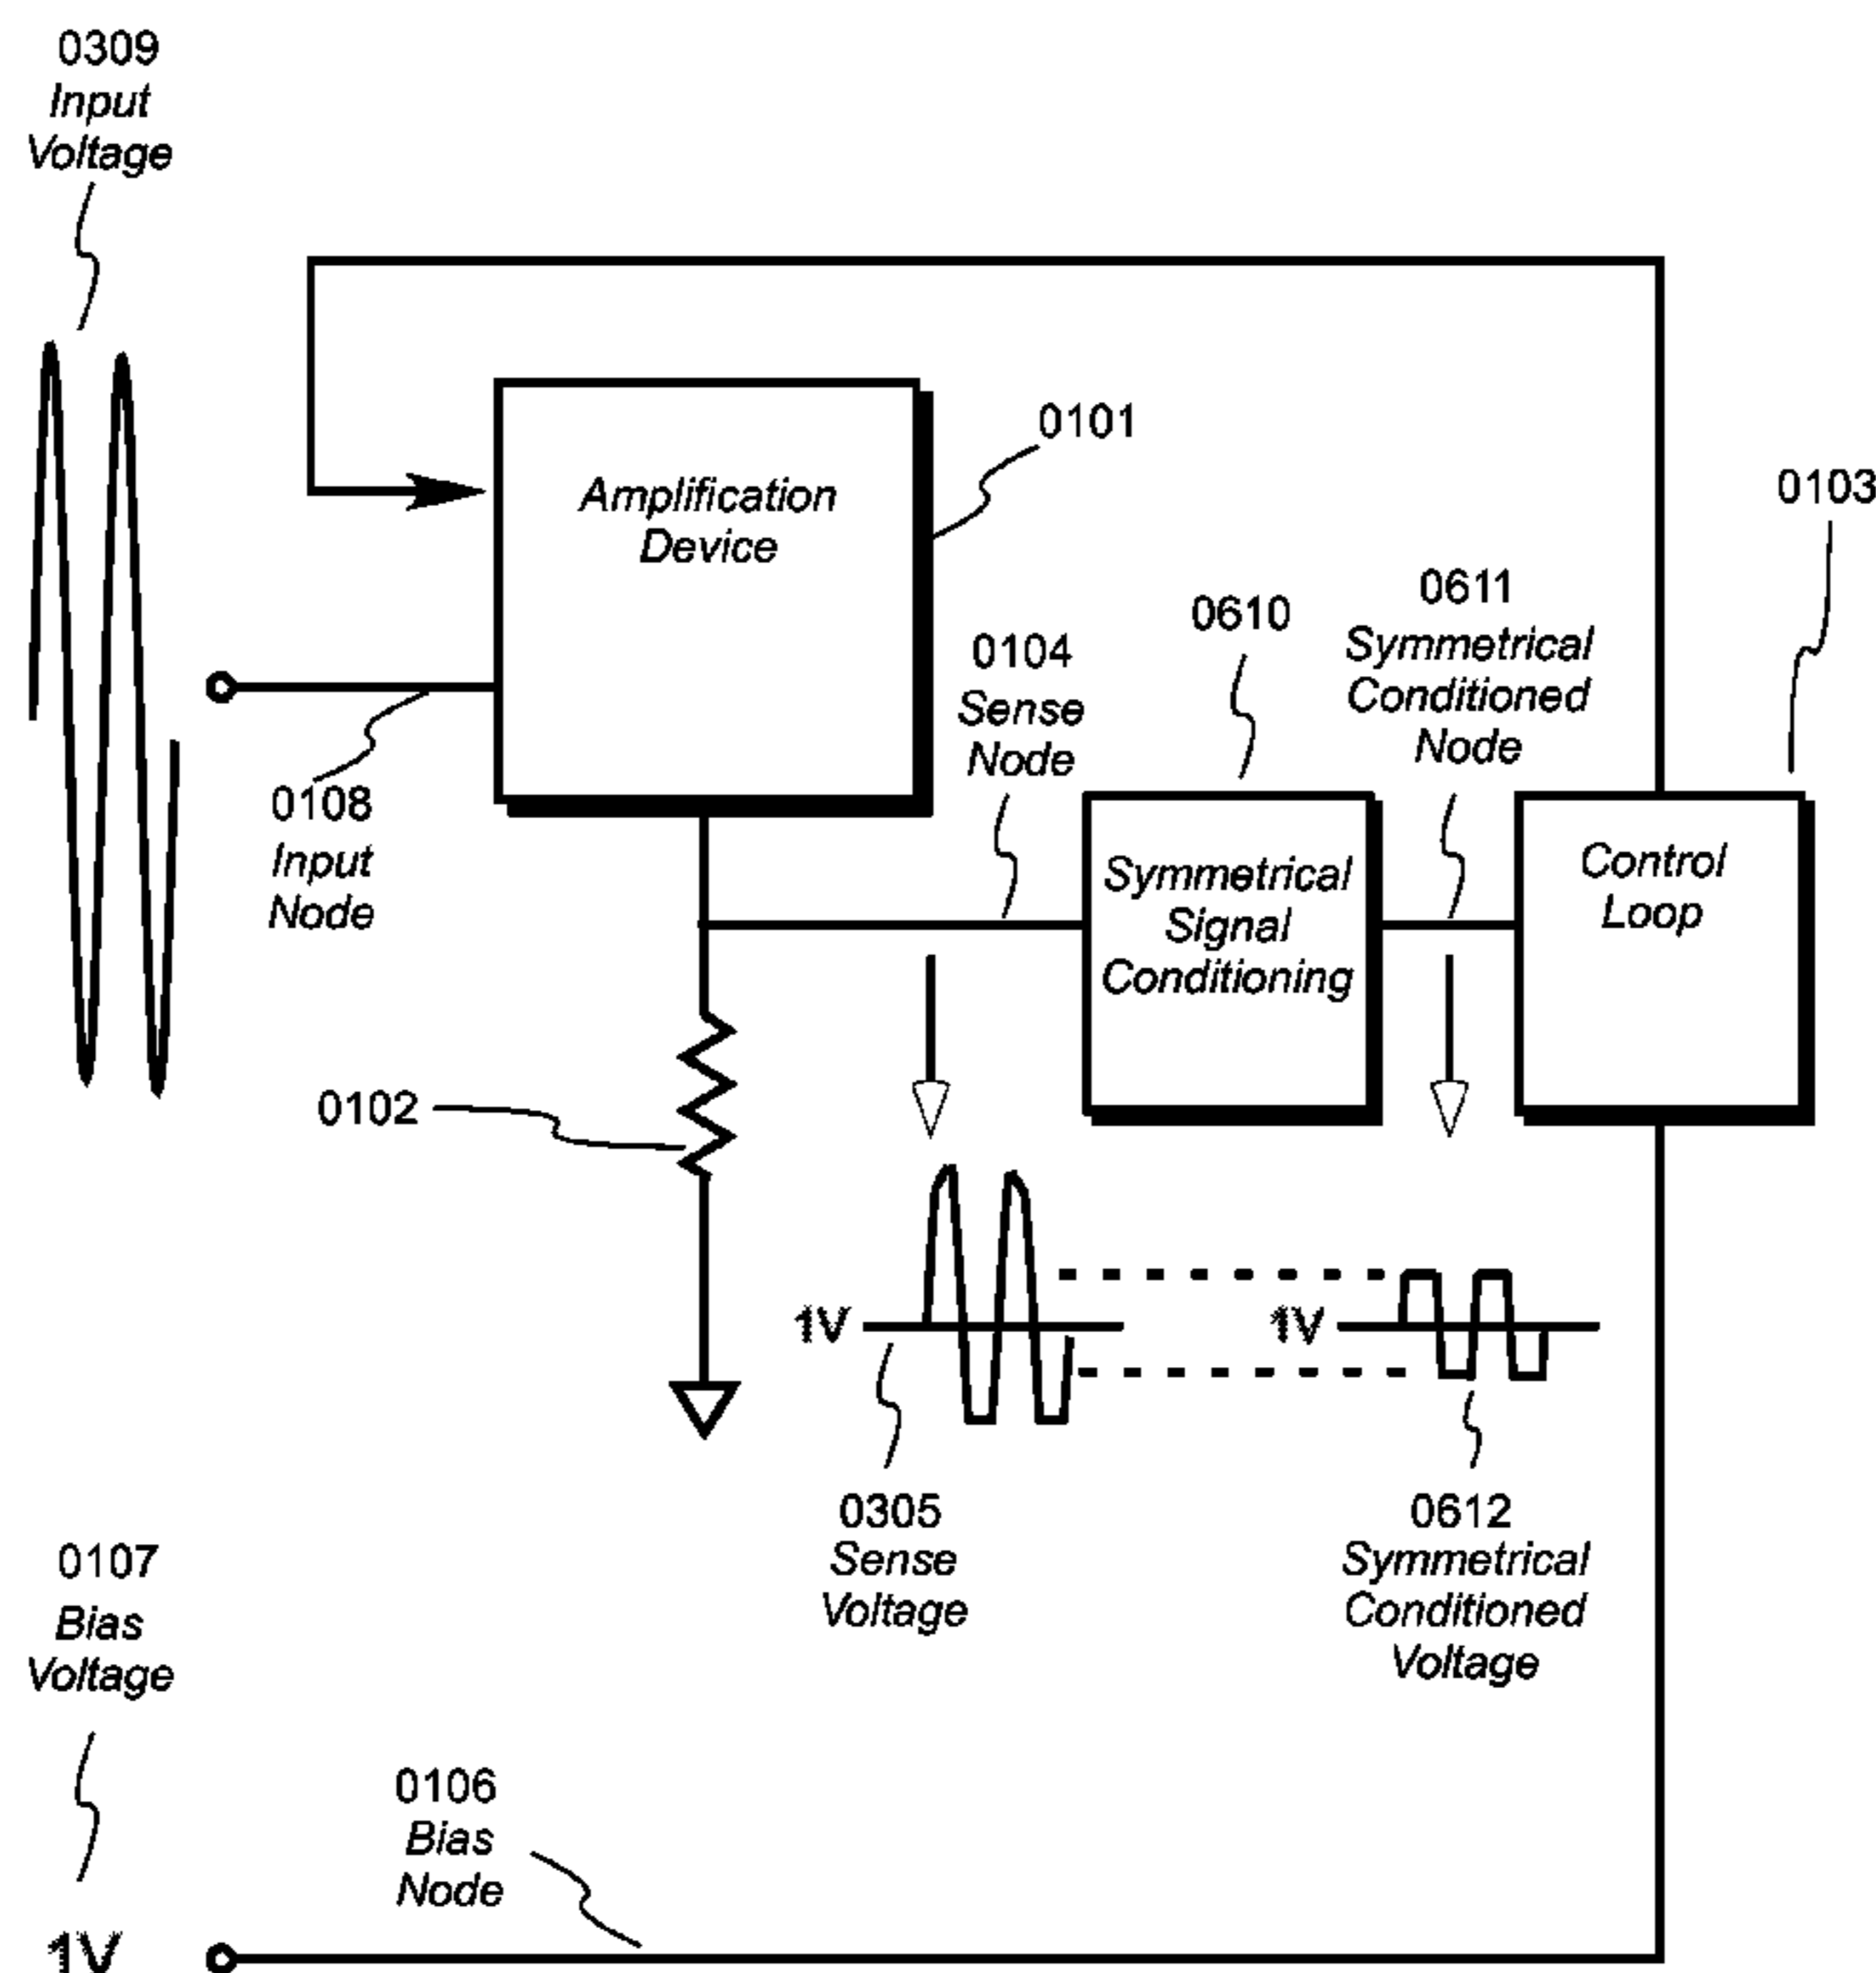 0309
Input
Voltage
Amplification
Device
0101
0103
0108
Input
Node
0104
Sense
Node
0610
0611
Symmetrical
Conditioned
Node
Symmetrical
Signal
Conditioning
Control
Loop
0102
1V
1V
0305
Sense
Voltage
0612
Symmetrical
Conditioned
Voltage
0107
Bias
Voltage
0106
Bias
Node
1V